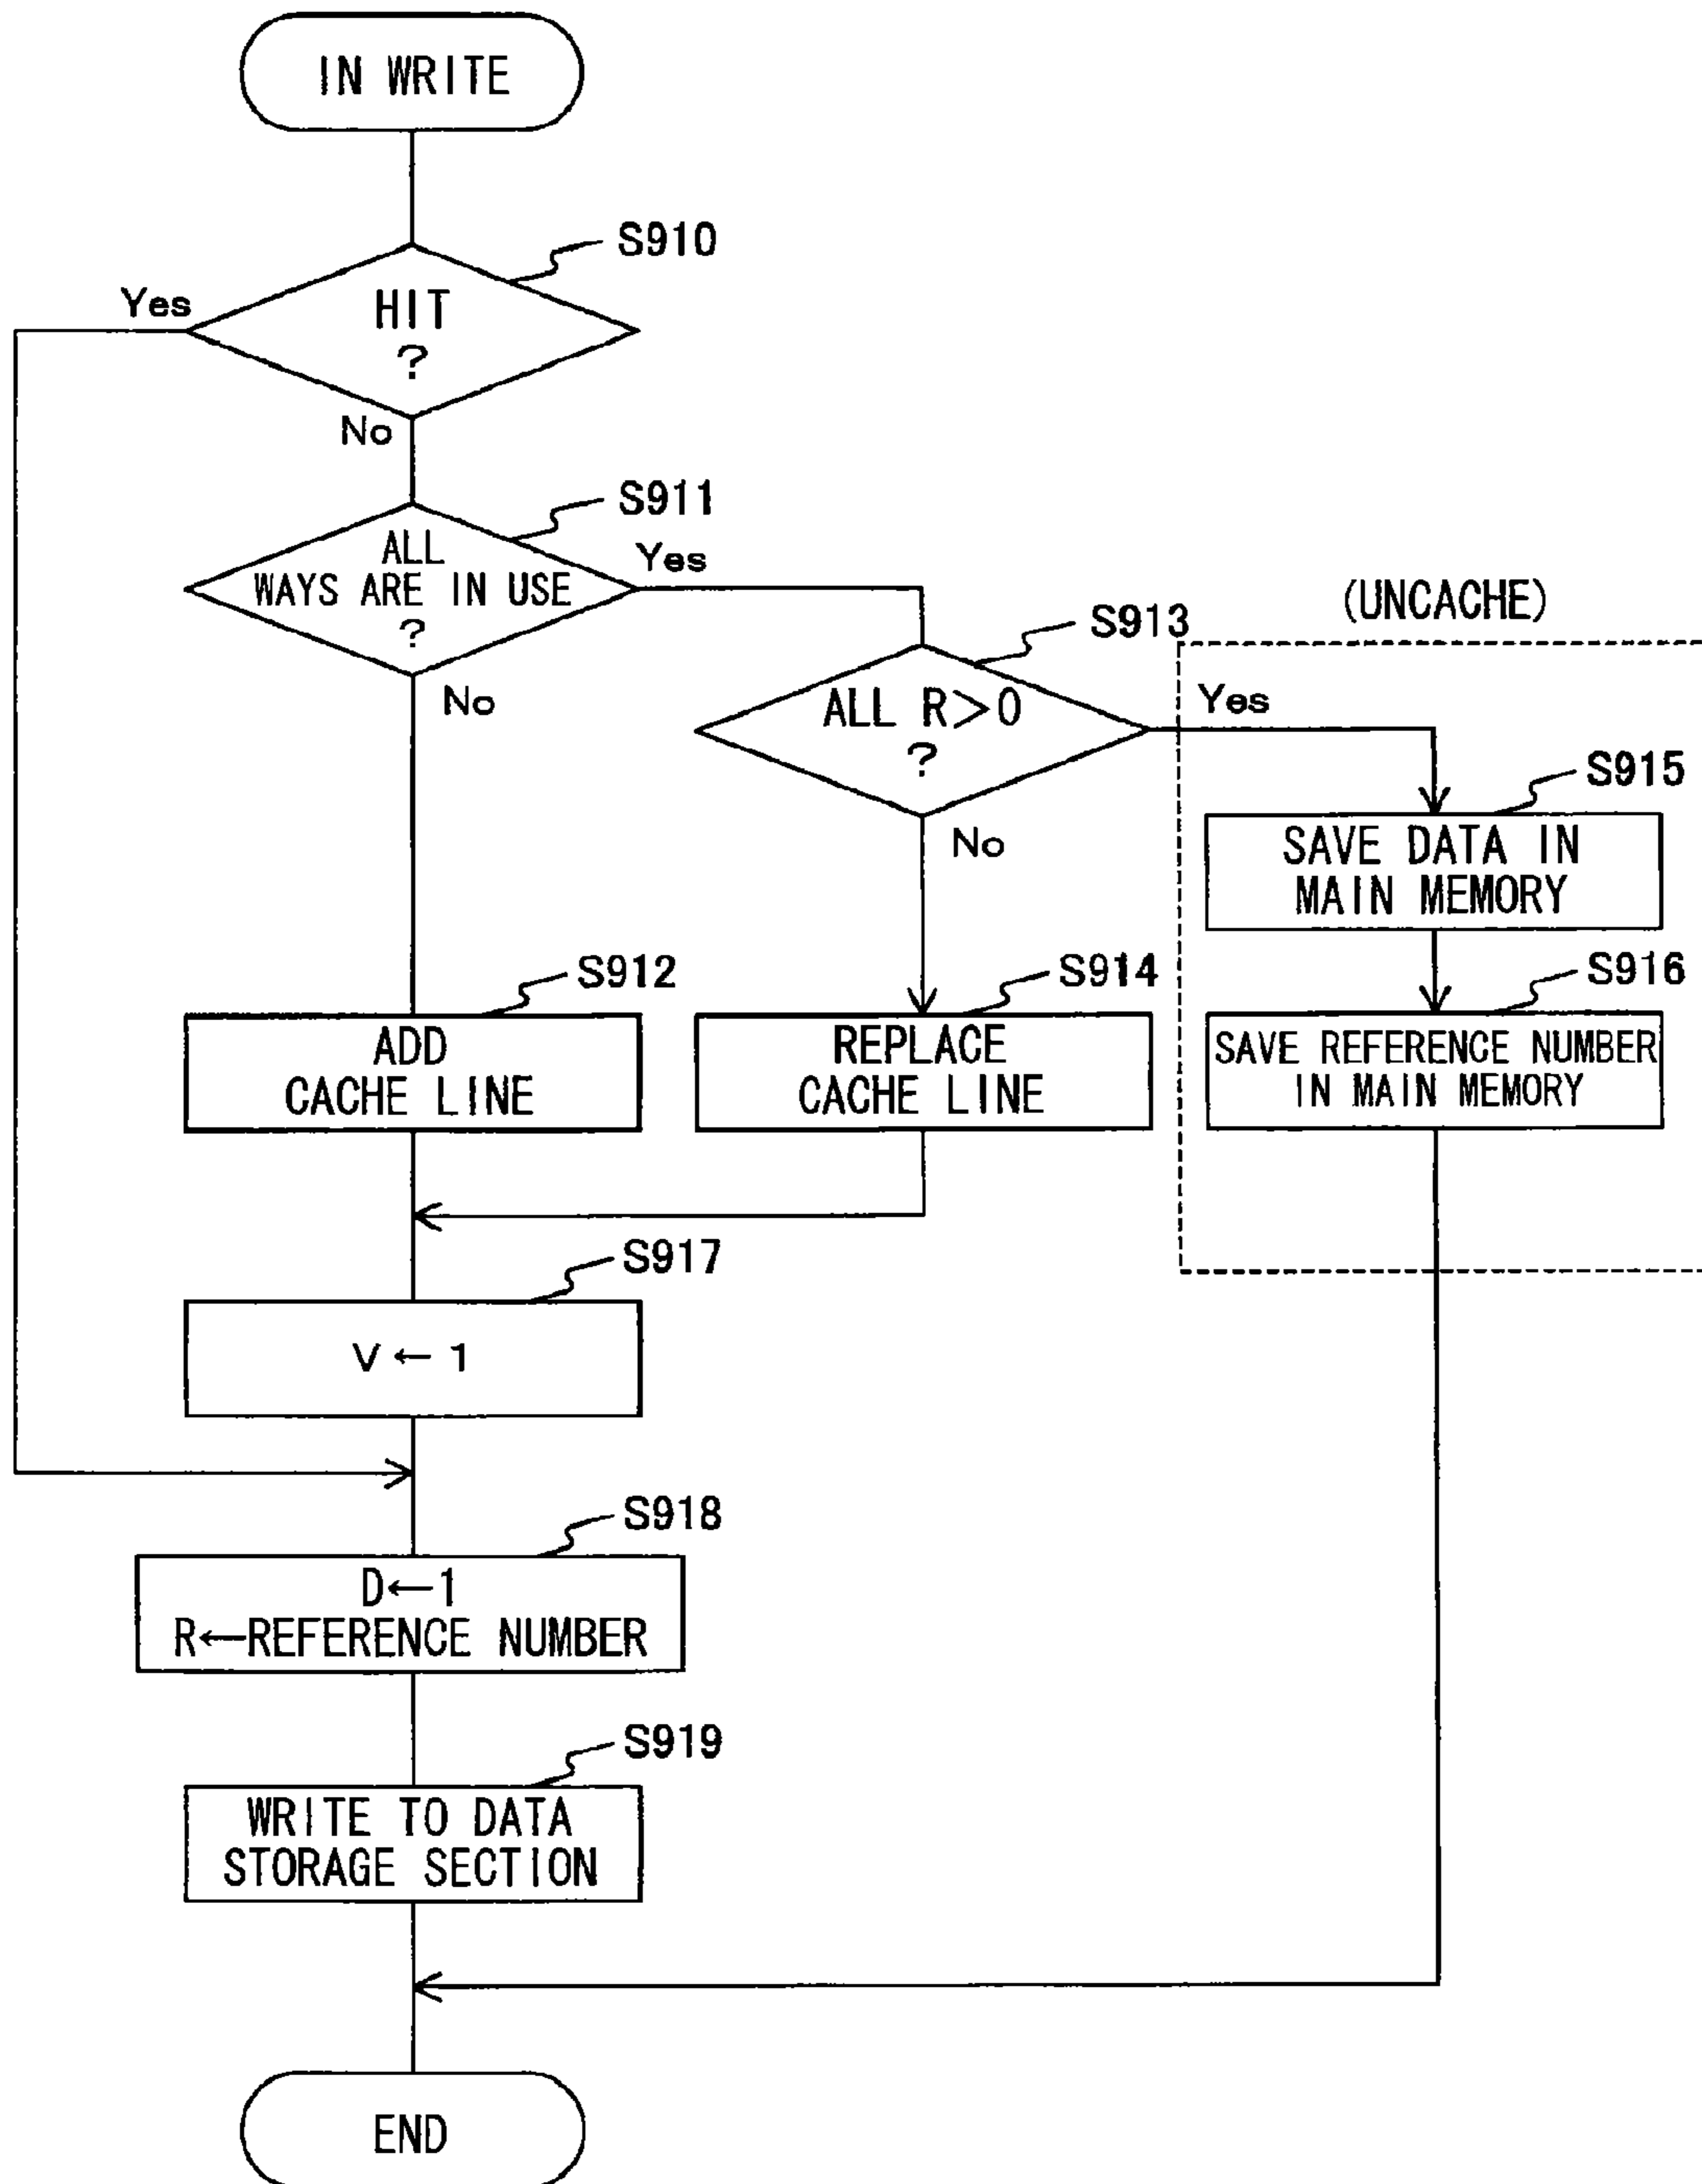 IN WRITE
S910
Yes
HIT
?
No
S911
ALL
WAYS ARE IN USE
?
Yes
No
S913
(UNCACHE)
ALL R>0
?
Yes
No
S915
SAVE DATA IN
MAIN MEMORY
S912
ADD
CACHE LINE
S914
REPLACE
CACHE LINE
S916
SAVE REFERENCE NUMBER
IN MAIN MEMORY
S917
V←1
S918
D←1
R←REFERENCE NUMBER
S919
WRITE TO DATA
STORAGE SECTION
END